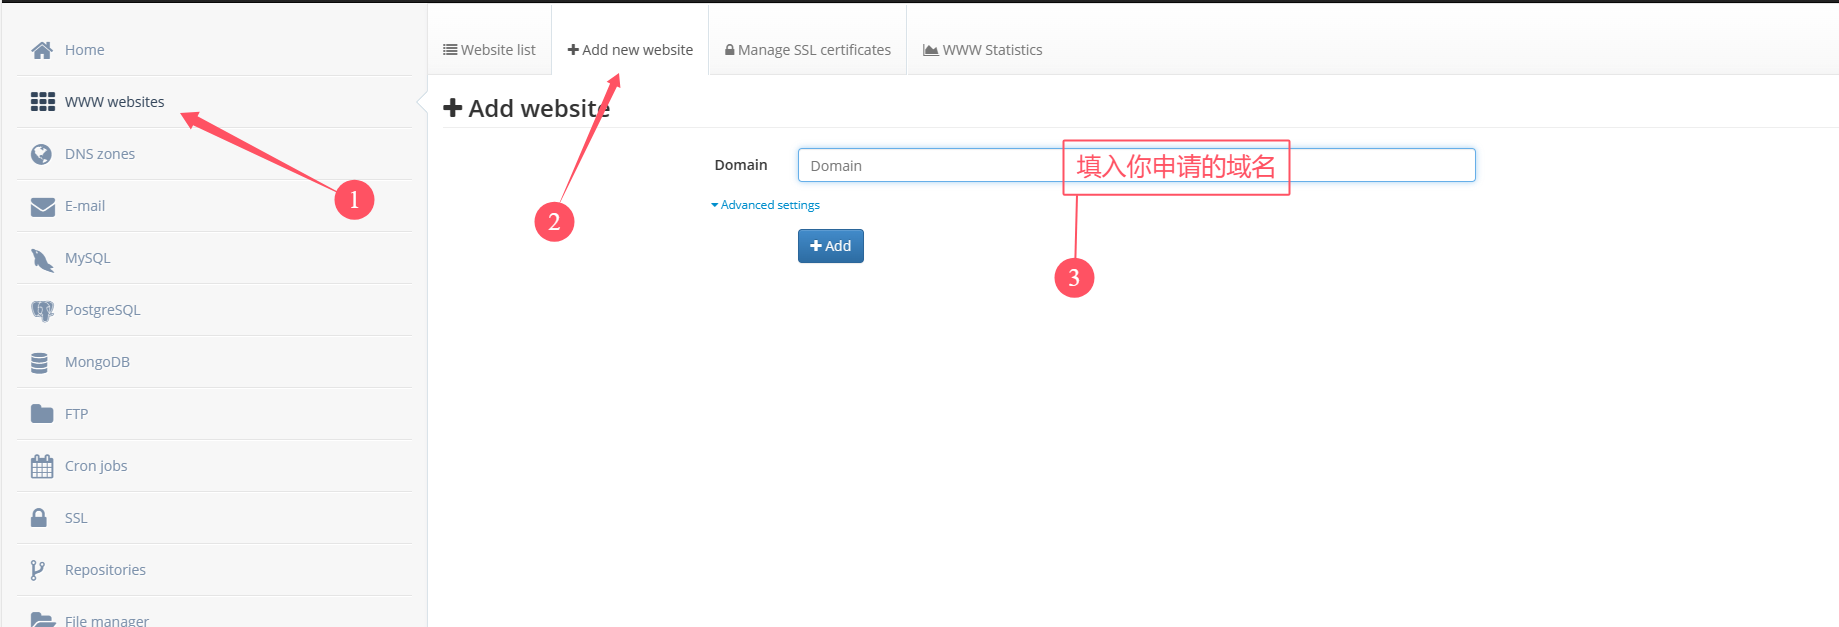 Home
WWW websites
DNS zones
E-mail
MySQL
PostgreSQL
MongoDB
FTP
Cron jobs
SSL
Repositories
File manager
Website list
Add new website
Manage SSL certificates
WWW Statistics
Add website
Domain
Domain
填入你申请的域名
Advanced settings
Add
1
2
3